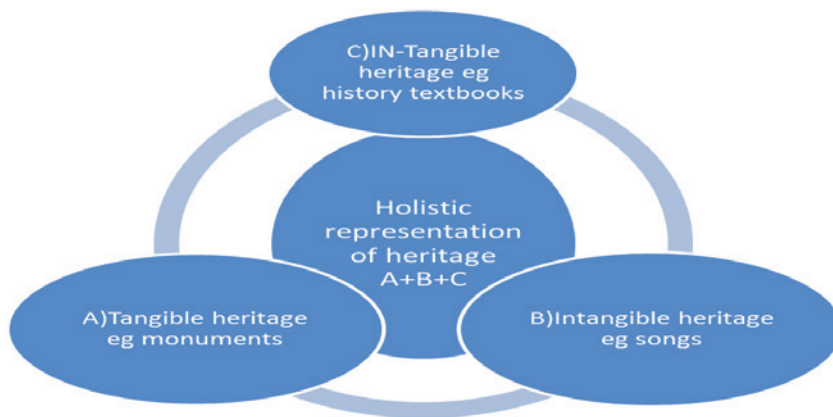 C)IN-Tangible
heritage eg
history textbooks
Holistic
representation
of heritage
A+B+C
A)Tangible heritage
eg monuments
B)Intangible heritage
eg songs